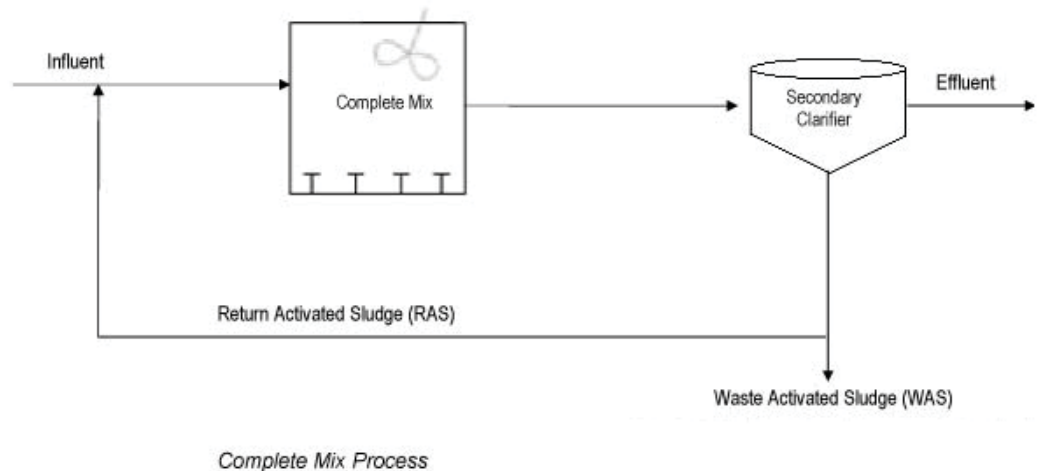 Influent
Complete Mix
Secondary
Clarifier
Effluent
Return Activated Sludge (RAS)
Waste Activated Sludge (WAS)
Complete Mix Process